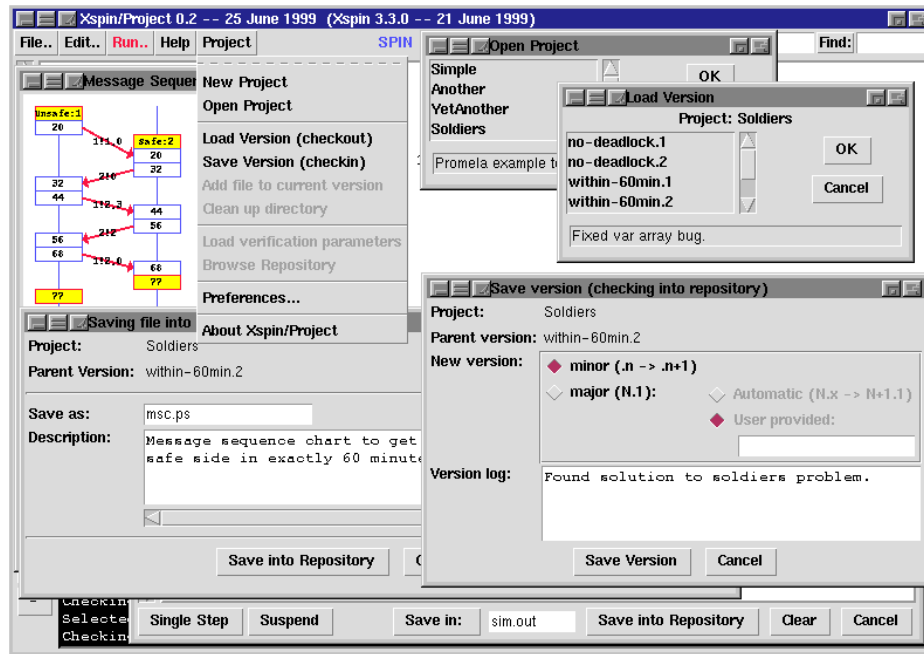 Xspin/Project 0.2 -- 25 June 1999 (Xspin 3.3.0 -- 21 June 1999)
File.. Edit.. Run.. Help Project SPIN Find:
New Project
Open Project
Load Version (checkout)
Save Version (checkin)
Add file to current version
Clean up directory
Load verification parameters
Browse Repository
Preferences...
About Xspin/Project
Message Sequen
Unsafe:1
20
1!1,0
Safe:2
20
32
2!0
32
44
1!2,3
44
56
2!2
56
68
1!2,0
68
77
77
Open Project
Simple
Another
YetAnother
Soldiers
OK
Promela example t
Load Version
Project: Soldiers
no-deadlock.1
no-deadlock.2
within-60min.1
within-60min.2
OK
Cancel
Fixed var array bug.
Saving file into
Project: Soldiers
Parent Version: within-60min.2
Save as: msc.ps
Description: Message sequence chart to get
safe side in exactly 60 minute
Save into Repository
Save version (checking into repository)
Project: Soldiers
Parent version: within-60min.2
New version: minor (.n -> .n+1)
major (N.1): Automatic (N.x -> N+1.1)
User provided:
Version log: Found solution to soldiers problem.
Save Version Cancel
Checkin
Selecte
Checkin
Single Step Suspend Save in: sim.out Save into Repository Clear Cancel